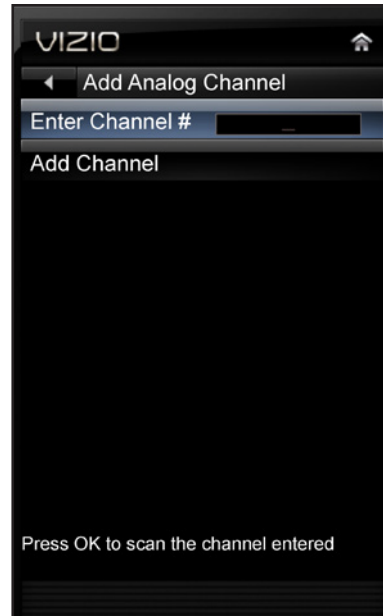 VIZIO
Add Analog Channel
Enter Channel # _
Add Channel
Press OK to scan the channel entered